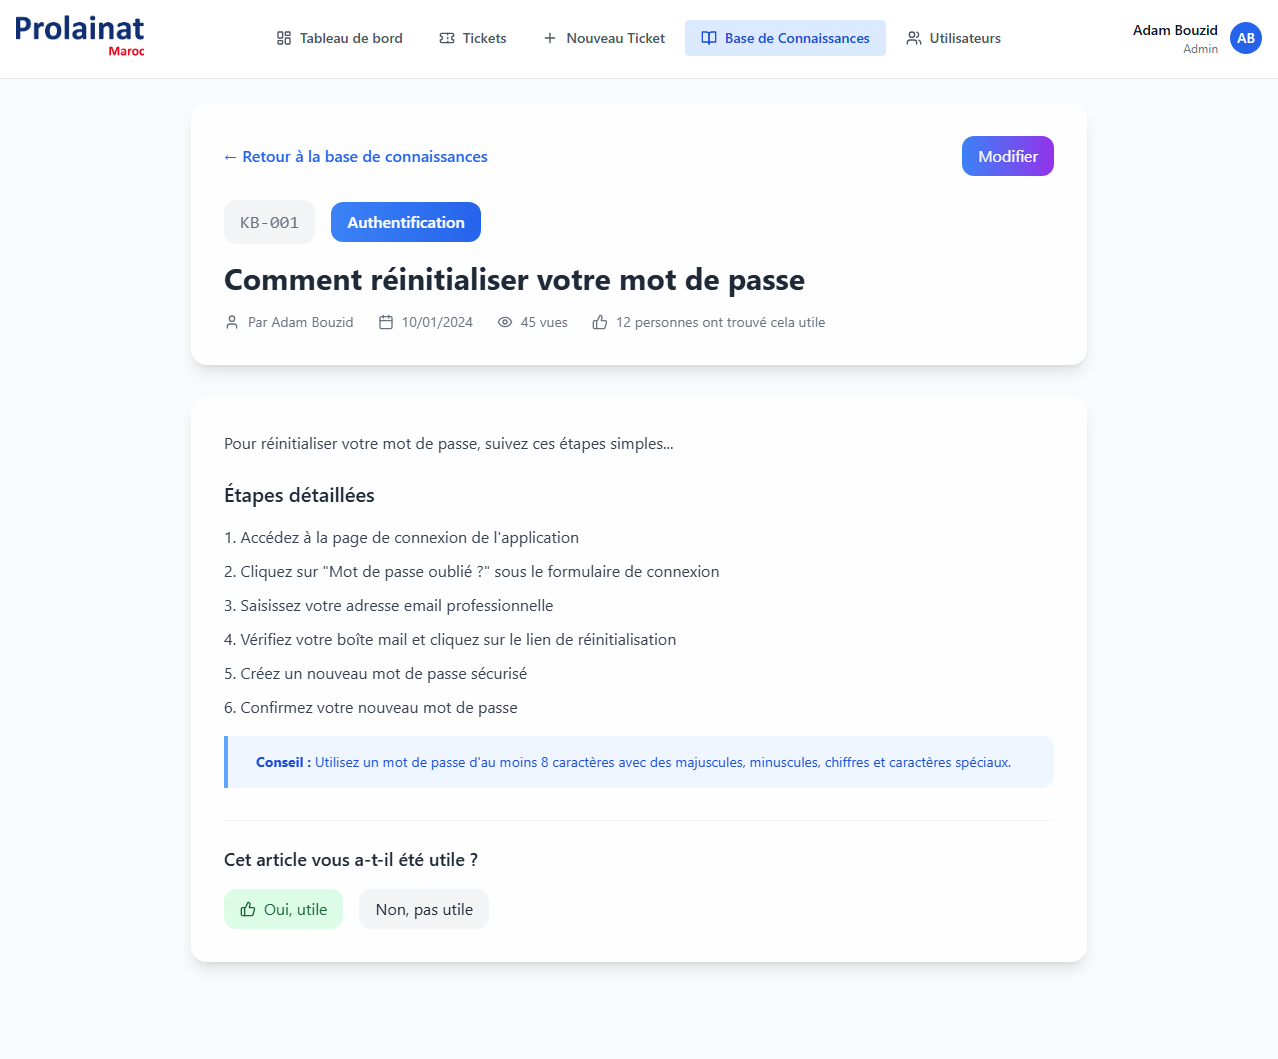 Prolainat
Maroc
Tableau de bord
Tickets
Nouveau Ticket
Base de Connaissances
Utilisateurs
Adam Bouzid
Admin
AB
← Retour à la base de connaissances
Modifier
KB-001
Authentification
Comment réinitialiser votre mot de passe
Par Adam Bouzid
10/01/2024
45 vues
12 personnes ont trouvé cela utile
Pour réinitialiser votre mot de passe, suivez ces étapes simples...
Étapes détaillées
1. Accédez à la page de connexion de l'application
2. Cliquez sur "Mot de passe oublié ?" sous le formulaire de connexion
3. Saisissez votre adresse email professionnelle
4. Vérifiez votre boîte mail et cliquez sur le lien de réinitialisation
5. Créez un nouveau mot de passe sécurisé
6. Confirmez votre nouveau mot de passe
Conseil : Utilisez un mot de passe d'au moins 8 caractères avec des majuscules, minuscules, chiffres et caractères spéciaux.
Cet article vous a-t-il été utile ?
Oui, utile
Non, pas utile